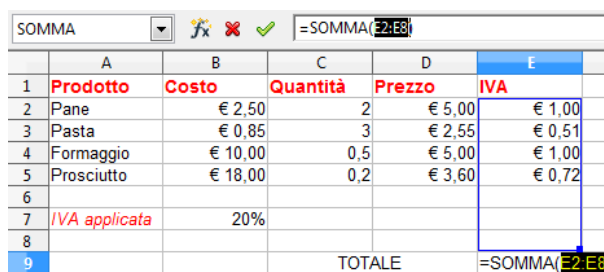 SOMMA =SOMMA(E2:E8)
A B C D E
1 Prodotto Costo Quantità Prezzo IVA
2 Pane € 2,50 2 € 5,00 € 1,00
3 Pasta € 0,85 3 € 2,55 € 0,51
4 Formaggio € 10,00 0,5 € 5,00 € 1,00
5 Prosciutto € 18,00 0,2 € 3,60 € 0,72
6
7 IVA applicata 20%
8
9 TOTALE =SOMMA(E2:E8